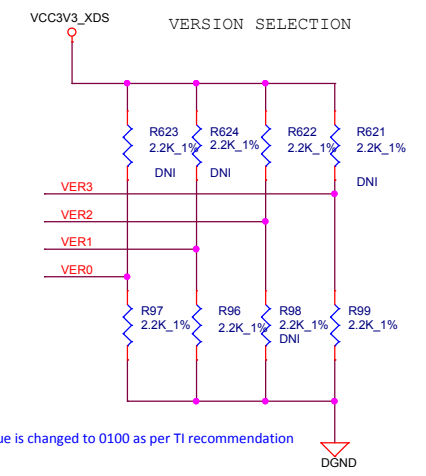 VCC3V3_XDS
VERSION SELECTION
R623 R624 R622 R621
2.2K_1% 2.2K_1% 2.2K_1% 2.2K_1%
DNI DNI DNI
VER3
VER2
VER1
VER0
R97 R96 R98 R99
2.2K_1% 2.2K_1% 2.2K_1% 2.2K_1%
DNI
is changed to 0100 as per TI recommendation
DGND